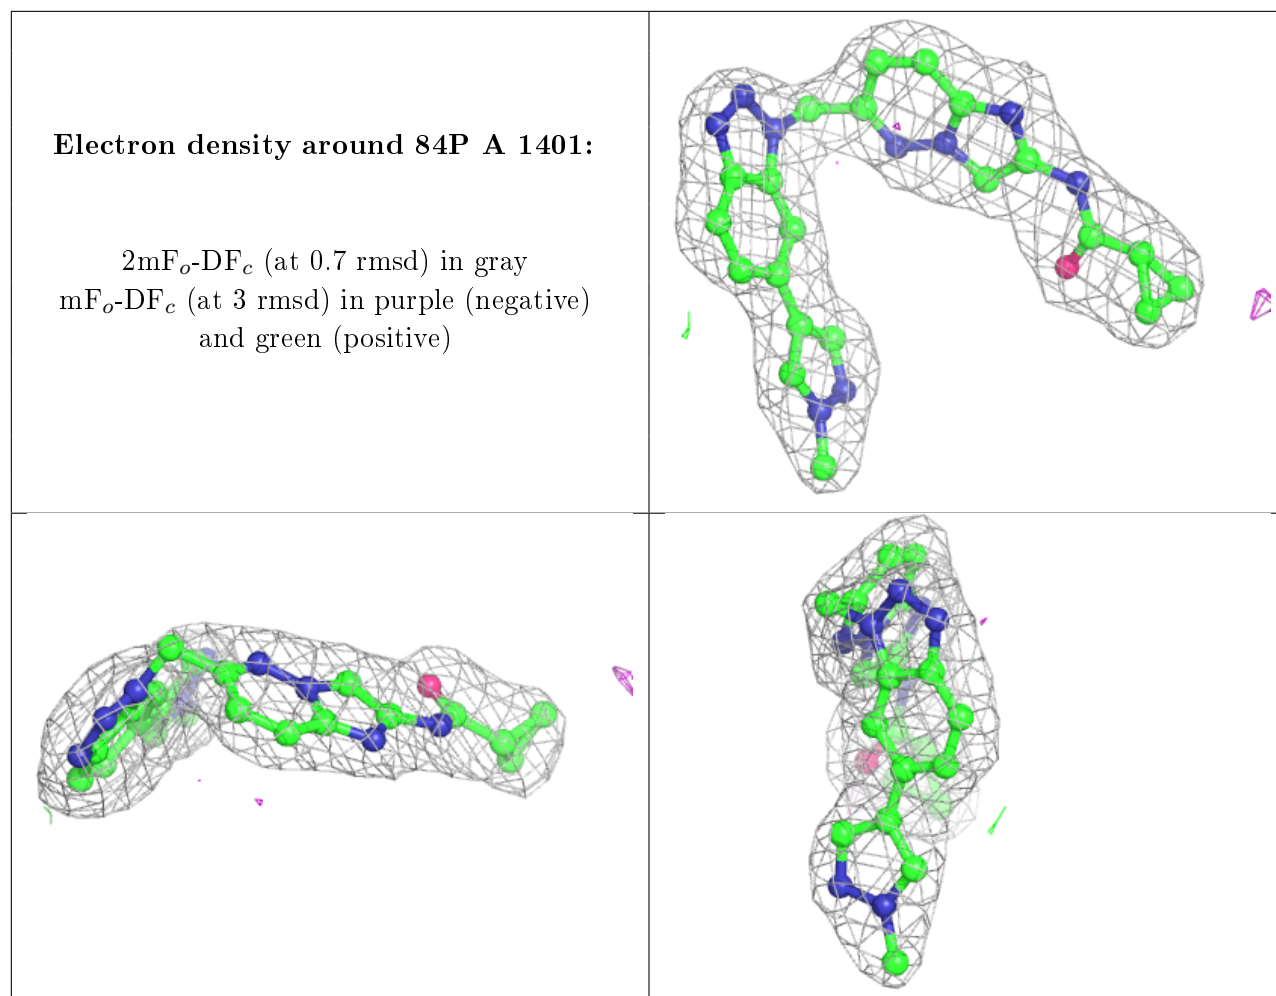 Electron density around 84P A 1401:
2mFₒ-DF𝒸 (at 0.7 rmsd) in gray
mFₒ-DF𝒸 (at 3 rmsd) in purple (negative)
and green (positive)